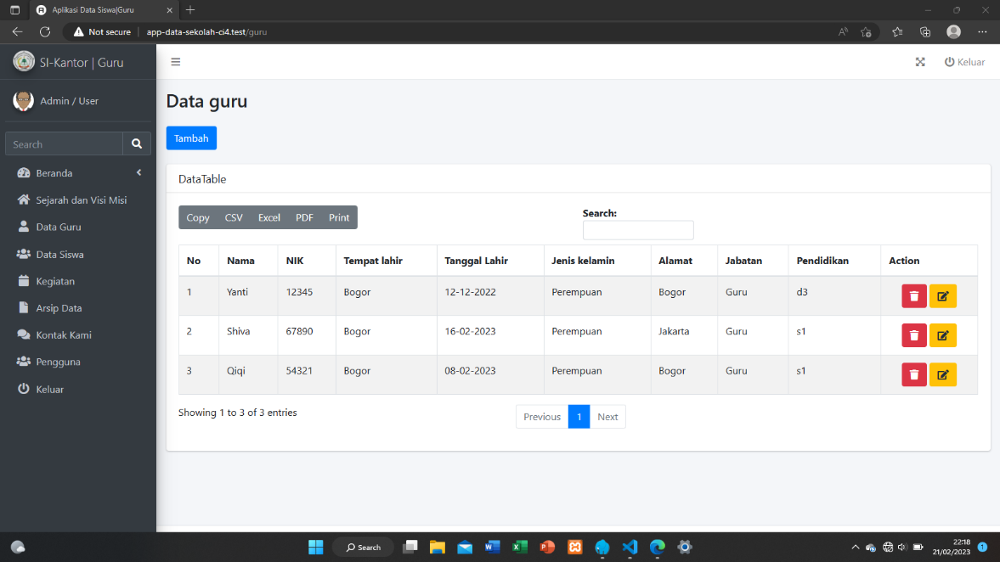 Aplikasi Data Siswa|Guru
Not secure
app-data-sekolah-ci4.test/guru
SI-Kantor | Guru
Keluar
Admin / User
Search
Beranda
Sejarah dan Visi Misi
Data Guru
Data Siswa
Kegiatan
Arsip Data
Kontak Kami
Pengguna
Keluar
Data guru
Tambah
DataTable
Copy CSV Excel PDF Print
Search:
No Nama NIK Tempat lahir Tanggal Lahir Jenis kelamin Alamat Jabatan Pendidikan Action
1 Yanti 12345 Bogor 12-12-2022 Perempuan Bogor Guru d3
2 Shiva 67890 Bogor 16-02-2023 Perempuan Jakarta Guru s1
3 Qiqi 54321 Bogor 08-02-2023 Perempuan Bogor Guru s1
Showing 1 to 3 of 3 entries
Previous 1 Next
Search
22:18
21/02/2023
1